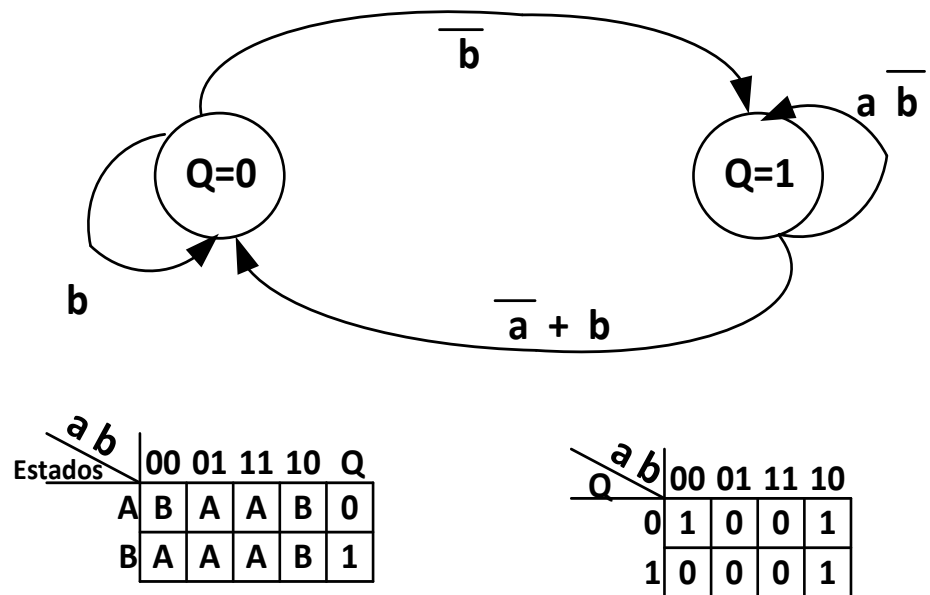 b̅
a b̅
Q=0
Q=1
b
a̅ + b
a b
Estados
00 01 11 10 Q
A B A A B 0
B A A A B 1
a b
Q
00 01 11 10
0 1 0 0 1
1 0 0 0 1